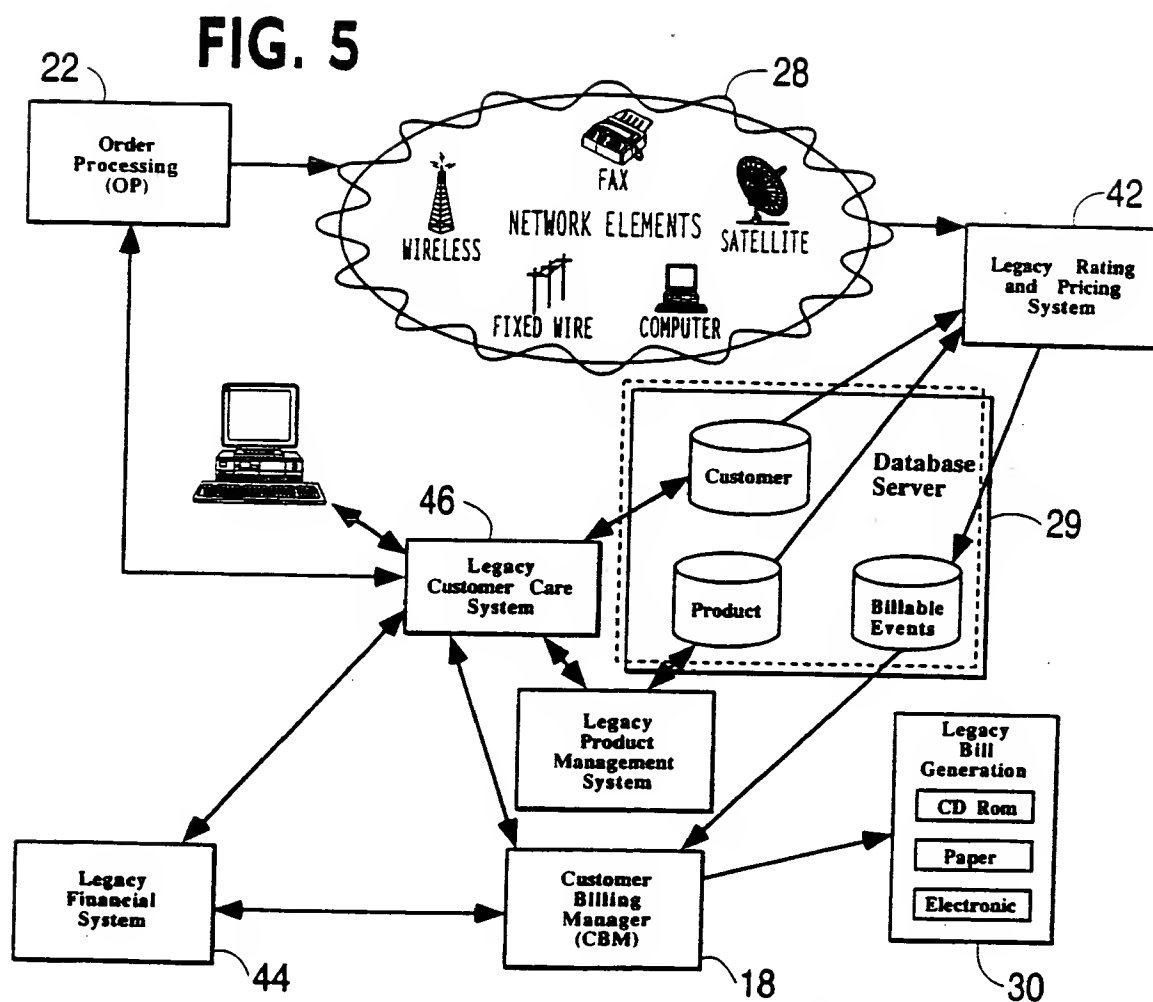 FIG. 5
22
28
Order
Processing
(OP)
FAX
WIRELESS
NETWORK ELEMENTS
SATELLITE
FIXED WIRE
COMPUTER
42
Legacy Rating
and Pricing
System
46
Customer
Database
Server
29
Legacy
Customer Care
System
Product
Billable
Events
Legacy
Product
Management
System
Legacy
Bill
Generation
CD Rom
Paper
Electronic
Legacy
Financial
System
Customer
Billing
Manager
(CBM)
44
18
30